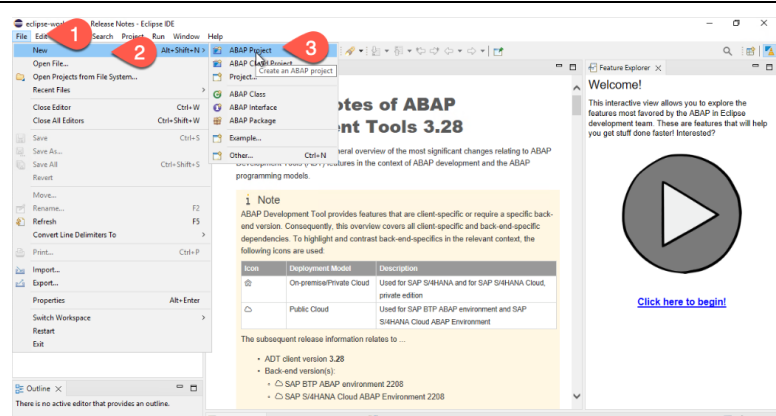 eclipse-wor Release Notes - Eclipse IDE
File Edit Search Project Run Window Help
1
New Alt+Shift+N >
2
Open File...
Open Projects from File System...
Recent Files >
Close Editor Ctrl+W
Close All Editors Ctrl+Shift+W
Save Ctrl+S
Save As...
Save All Ctrl+Shift+S
Revert
Move...
Rename... F2
Refresh F5
Convert Line Delimiters To >
Print... Ctrl+P
Import...
Export...
Properties Alt+Enter
Switch Workspace >
Restart
Exit
ABAP Project
3
ABAP Cloud Project
Create an ABAP project
Project...
ABAP Class
ABAP Interface
ABAP Package
Example...
Other... Ctrl+N
otes of ABAP
ent Tools 3.28
neral overview of the most significant changes relating to ABAP
Development Tools (ADT) features in the context of ABAP development and the ABAP
programming models.
i Note
ABAP Development Tool provides features that are client-specific or require a specific back-
end version. Consequently, this overview covers all client-specific and back-end-specific
dependencies. To highlight and contrast back-end-specifics in the relevant context, the
following icons are used:
Icon Deployment Model Description
On-premise/Private Cloud Used for SAP S/4HANA and for SAP S/4HANA Cloud,
private edition
Public Cloud Used for SAP BTP ABAP environment and SAP
S/4HANA Cloud ABAP Environment
The subsequent release information relates to ...
• ADT client version 3.28
• Back-end version(s):
◦ SAP BTP ABAP environment 2208
◦ SAP S/4HANA Cloud ABAP Environment 2208
Feature Explorer
Welcome!
This interactive view allows you to explore the
features most favored by the ABAP in Eclipse
development team. These are features that will help
you get stuff done faster! Interested?
Click here to begin!
Outline
There is no active editor that provides an outline.